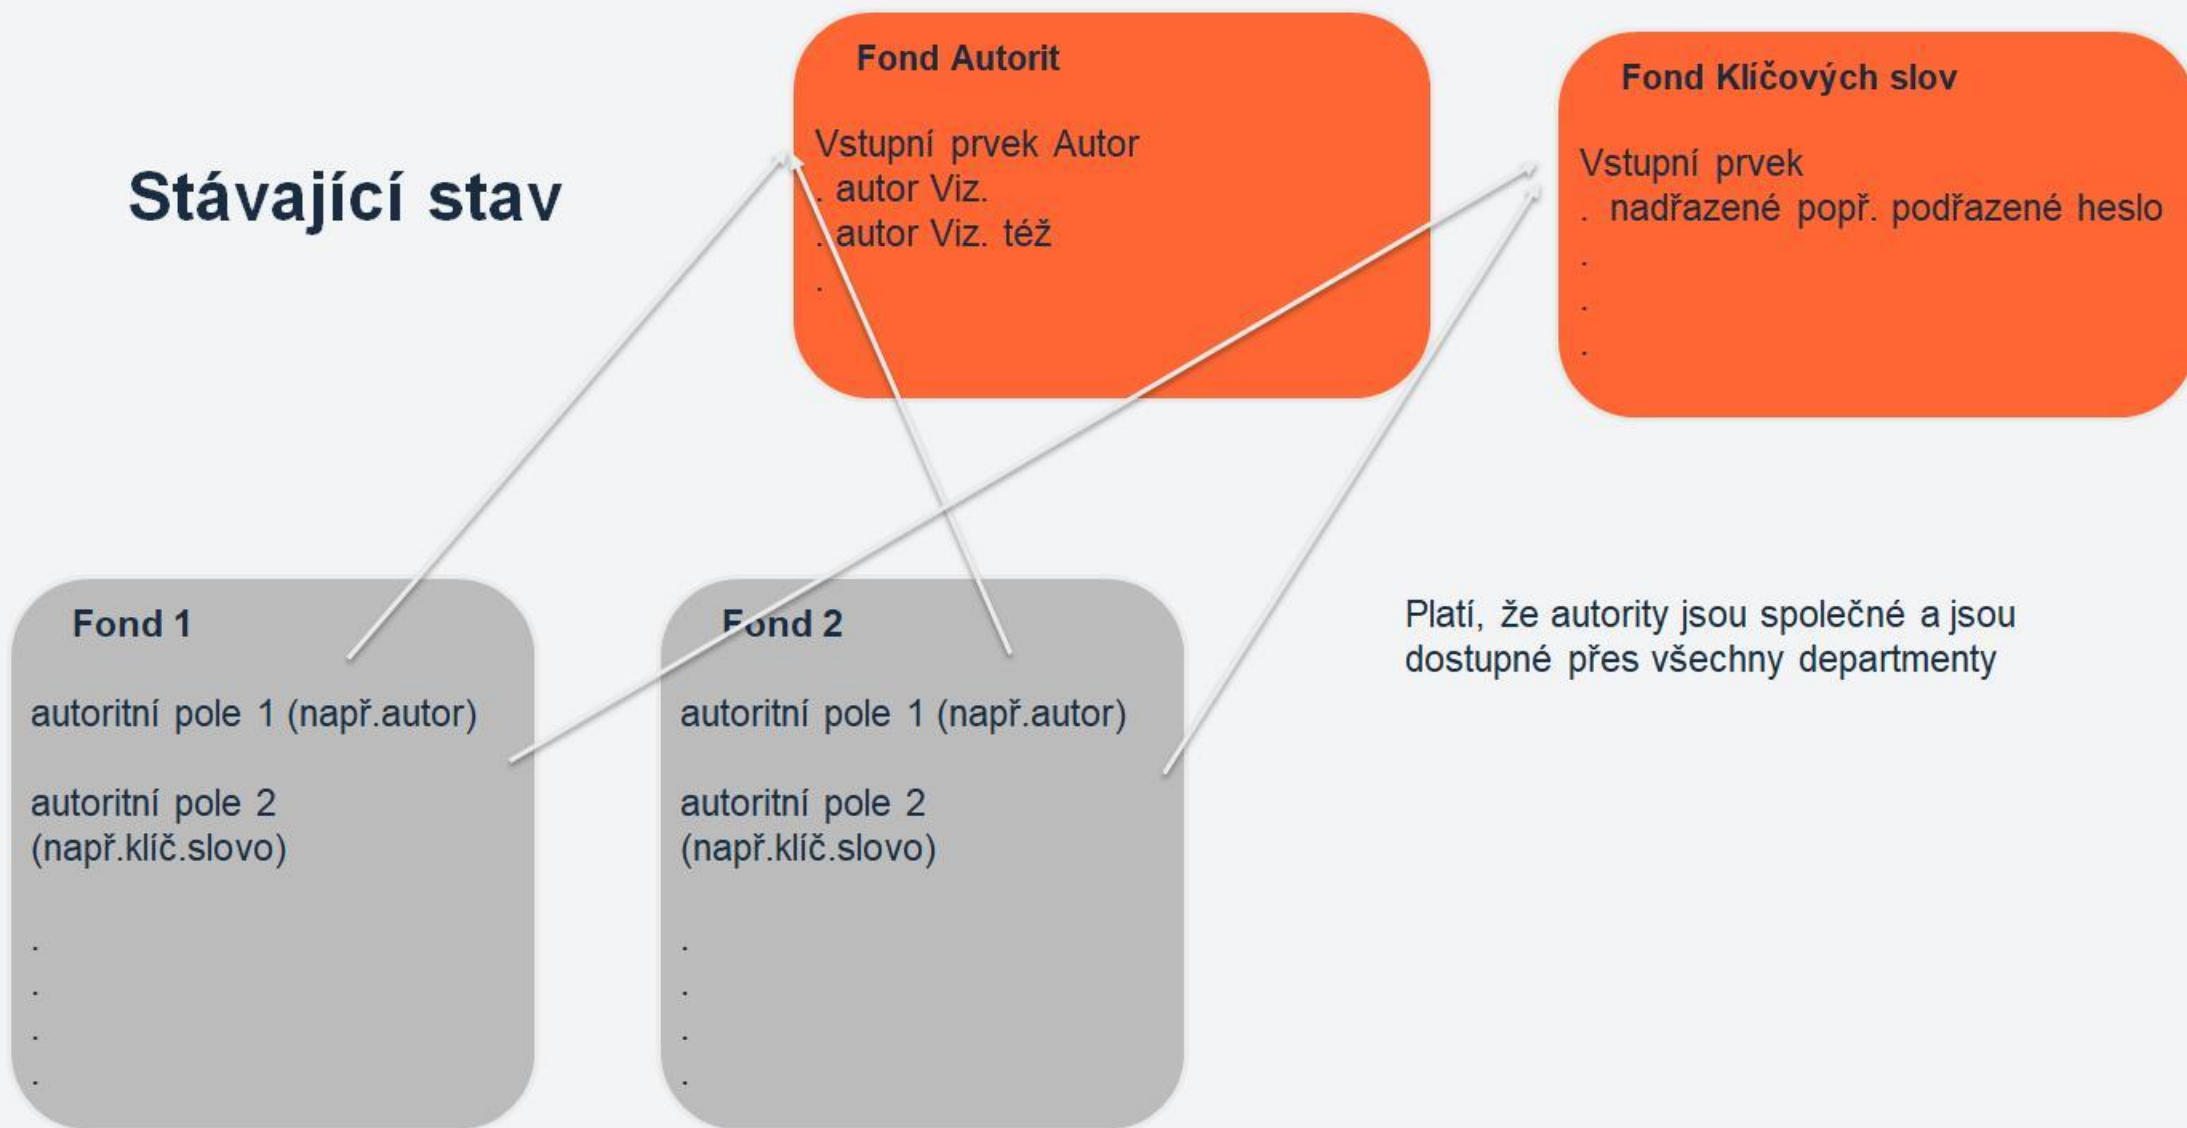 Stávající stav
Fond Autorit
Vstupní prvek Autor
. autor Viz.
. autor Viz. též
.
Fond Klíčových slov
Vstupní prvek
. nadřazené popř. podřazené heslo
.
.
.
Fond 1
autoritní pole 1 (např.autor)
autoritní pole 2
(např.klíč.slovo)
.
.
.
.
Fond 2
autoritní pole 1 (např.autor)
autoritní pole 2
(např.klíč.slovo)
.
.
.
.
Platí, že autority jsou společné a jsou
dostupné přes všechny departmenty